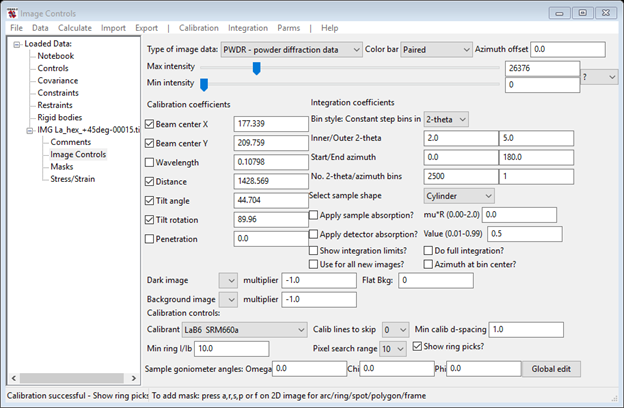 Image Controls
File Data Calculate Import Export | Calibration Integration Parms | Help
Loaded Data:
Notebook
Controls
Covariance
Constraints
Restraints
Rigid bodies
IMG La_hex_+45deg-00015.ti
Comments
Image Controls
Masks
Stress/Strain
Type of image data: PWDR - powder diffraction data Color bar Paired Azimuth offset 0.0
Max intensity 26376
Min intensity 0 ?
Calibration coefficients
Beam center X 177.339
Beam center Y 209.759
Wavelength 0.10798
Distance 1428.569
Tilt angle 44.704
Tilt rotation 89.96
Penetration 0.0
Integration coefficients
Bin style: Constant step bins in 2-theta
Inner/Outer 2-theta 2.0 5.0
Start/End azimuth 0.0 180.0
No. 2-theta/azimuth bins 2500 1
Select sample shape Cylinder
Apply sample absorption? mu*R (0.00-2.0) 0.0
Apply detector absorption? Value (0.01-0.99) 0.5
Show integration limits? Do full integration?
Use for all new images? Azimuth at bin center?
Dark image multiplier -1.0 Flat Bkg: 0
Background image multiplier -1.0
Calibration controls:
Calibrant LaB6 SRM660a Calib lines to skip 0 Min calib d-spacing 1.0
Min ring I/Ib 10.0 Pixel search range 10 Show ring picks?
Sample goniometer angles: Omega 0.0 Chi 0.0 Phi 0.0 Global edit
Calibration successful - Show ring picks To add mask: press a,r,s,p or f on 2D image for arc/ring/spot/polygon/frame